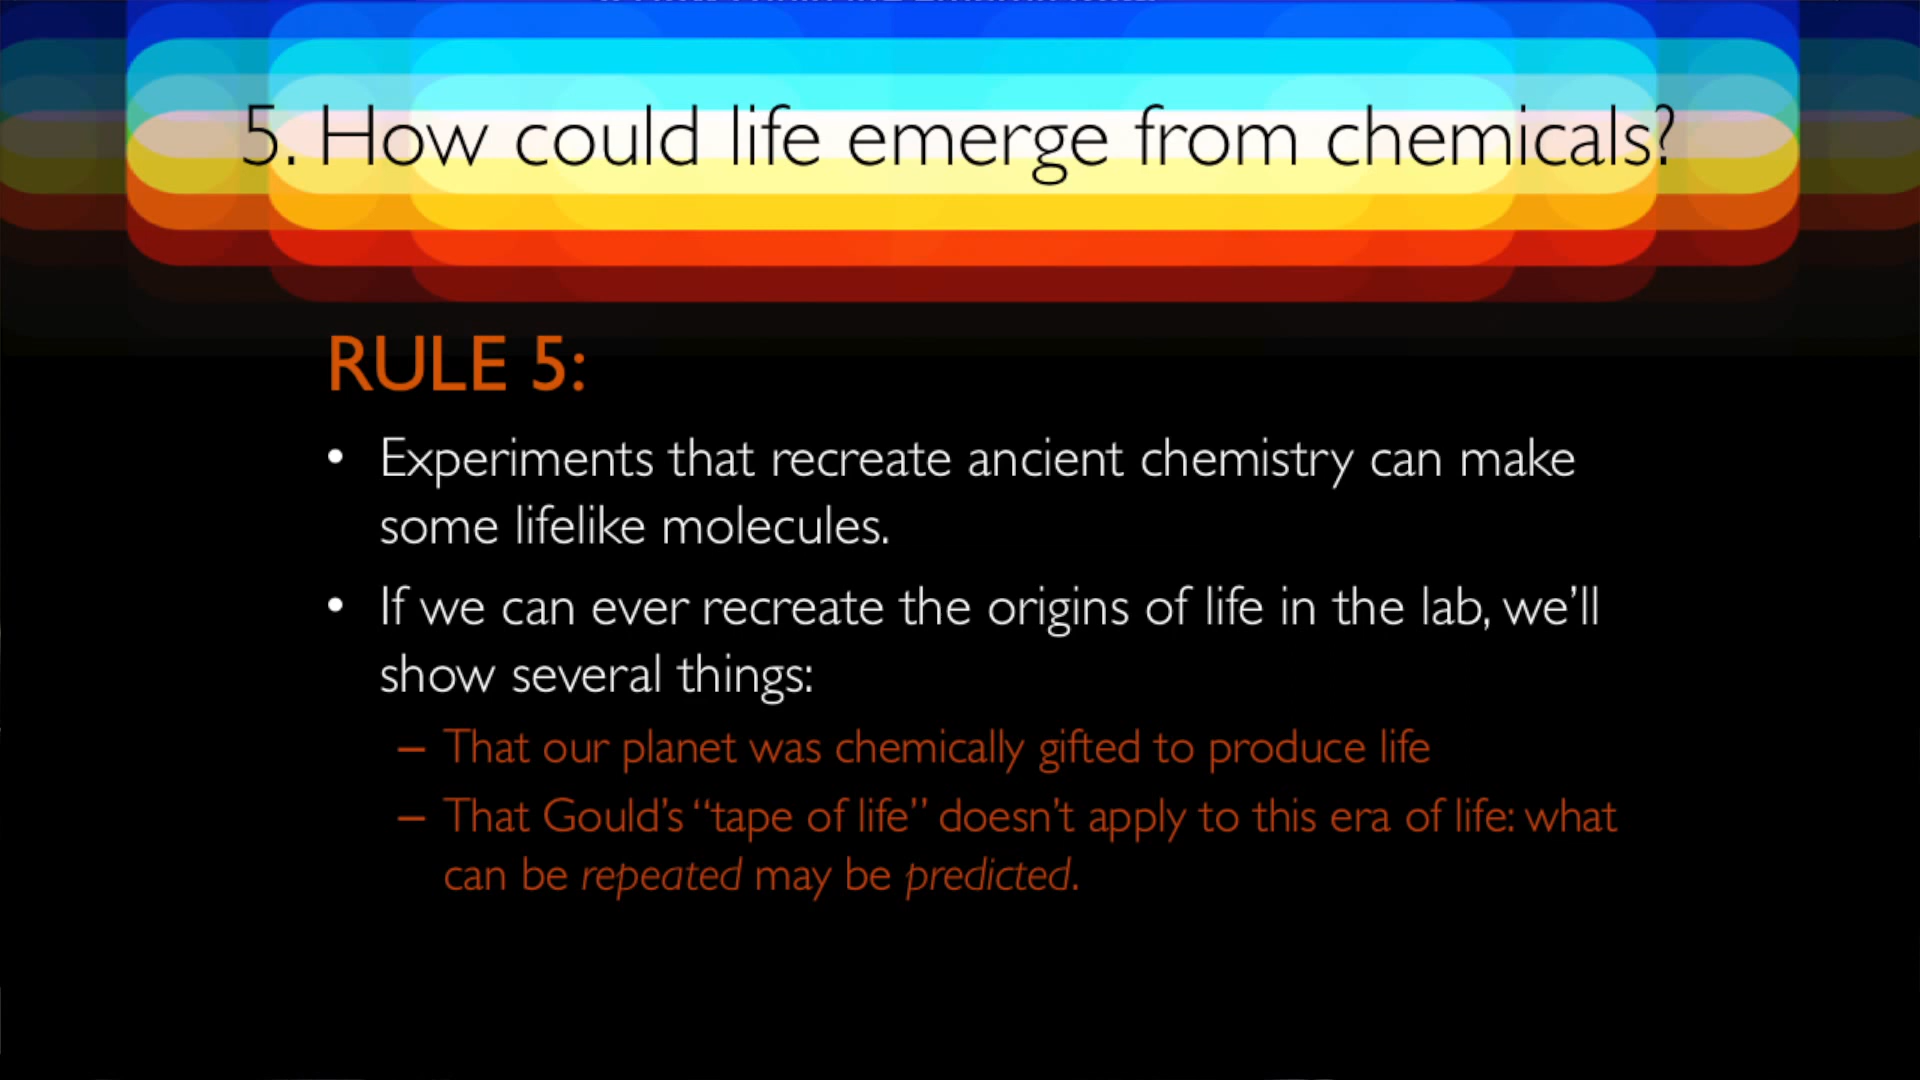 5. How could life emerge from chemicals?
RULE 5:
• Experiments that recreate ancient chemistry can make
some lifelike molecules.
• If we can ever recreate the origins of life in the lab, we’ll
show several things:
– That our planet was chemically gifted to produce life
– That Gould’s “tape of life” doesn’t apply to this era of life: what
can be repeated may be predicted.